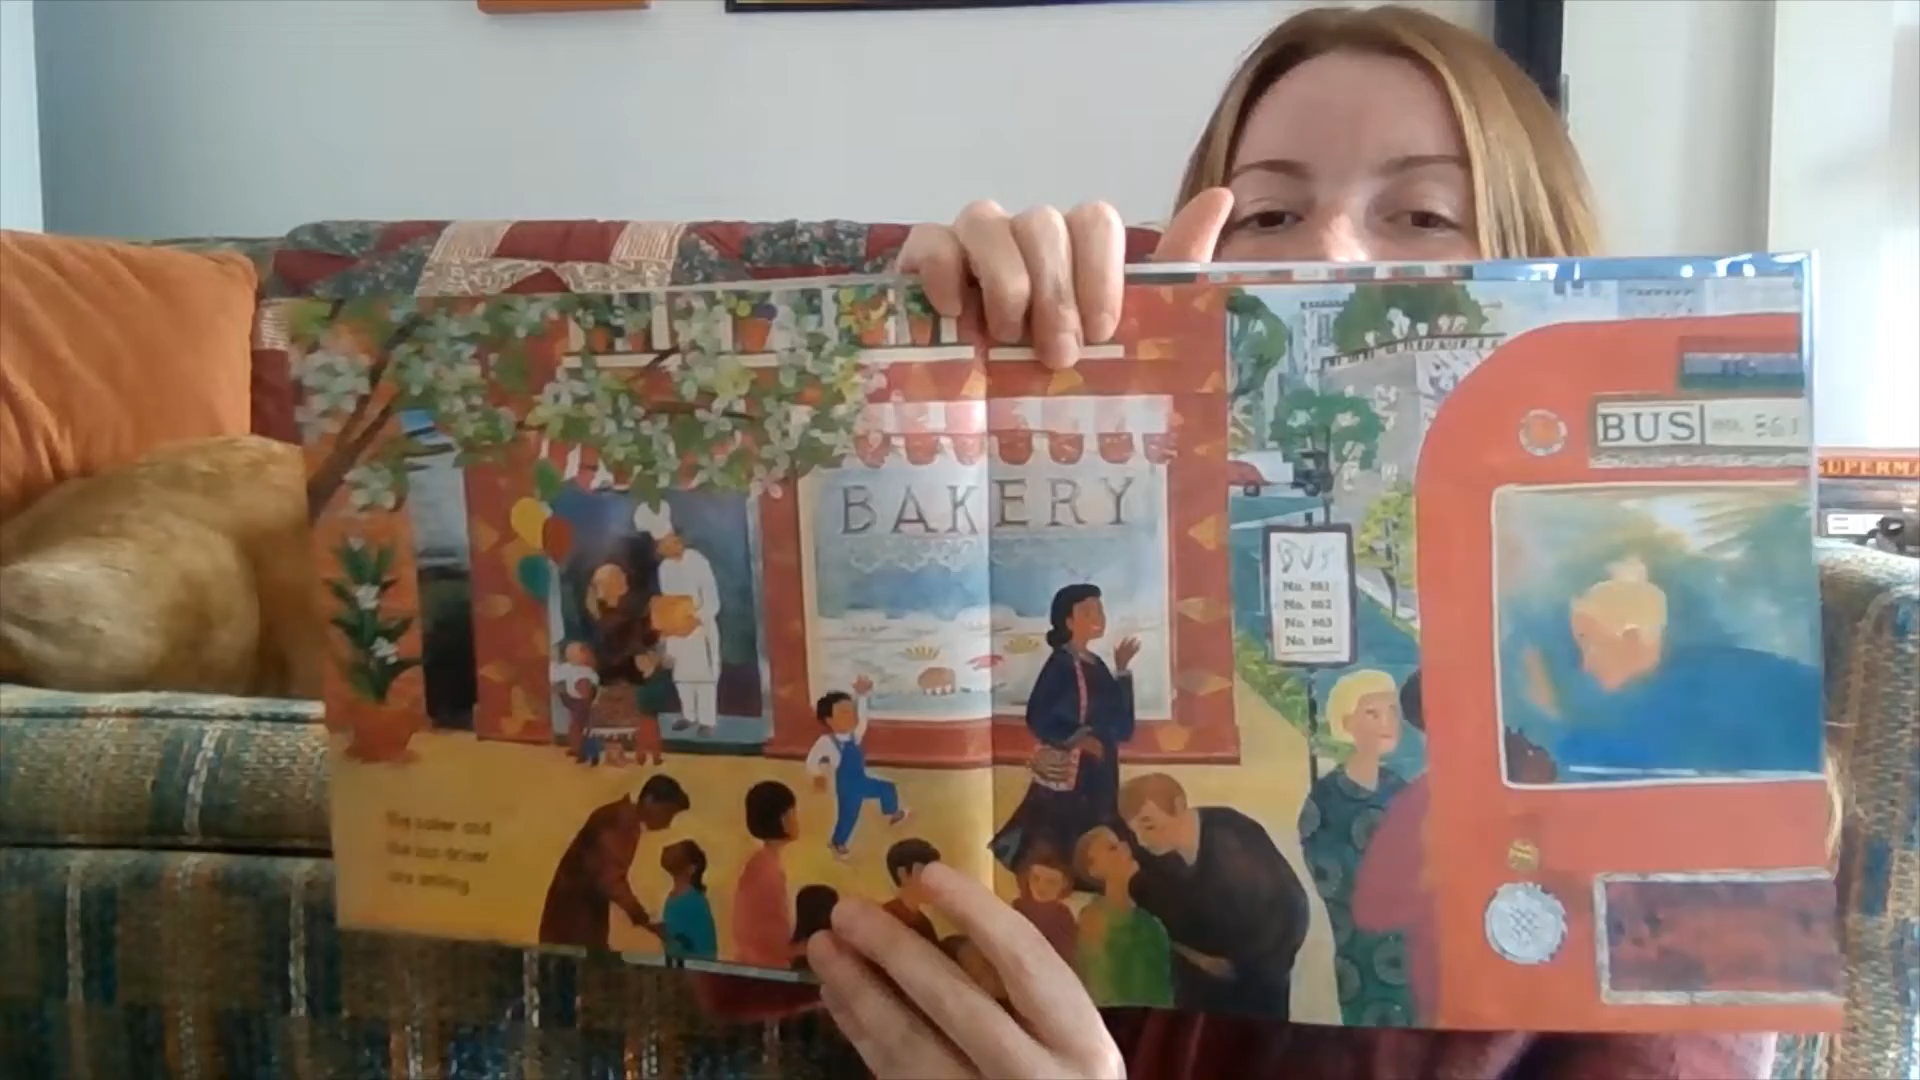 BAKERY
BUS
BUS
No. 861
No. 862
No. 863
No. 864
The baker and
the bus driver
are smiling.